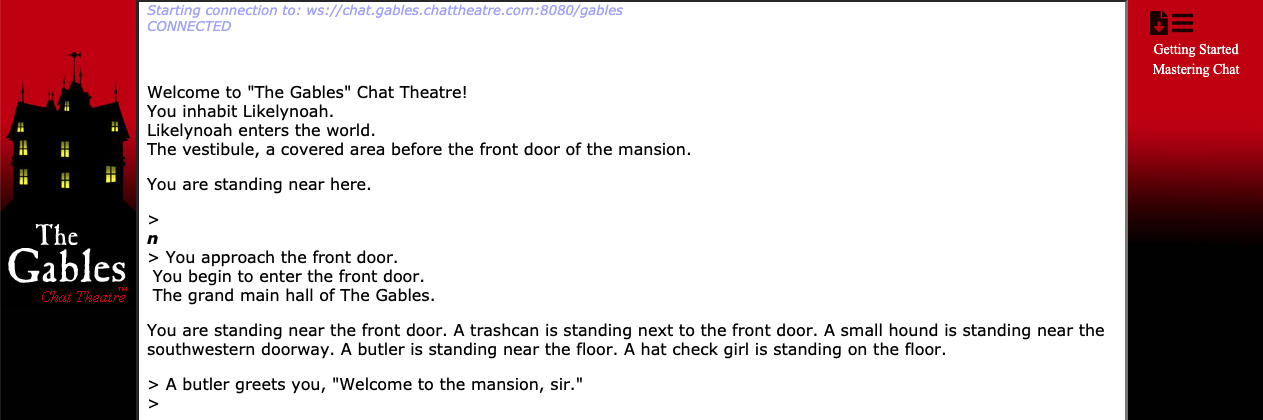 Starting connection to: ws://chat.gables.chattheatre.com:8080/gables
CONNECTED
Welcome to "The Gables" Chat Theatre!
You inhabit Likelynoah.
Likelynoah enters the world.
The vestibule, a covered area before the front door of the mansion.
You are standing near here.
>
n
> You approach the front door.
You begin to enter the front door.
The grand main hall of The Gables.
You are standing near the front door. A trashcan is standing next to the front door. A small hound is standing near the
southwestern doorway. A butler is standing near the floor. A hat check girl is standing on the floor.
> A butler greets you, "Welcome to the mansion, sir."
>
The
Gables
Chat Theatre™
Getting Started
Mastering Chat